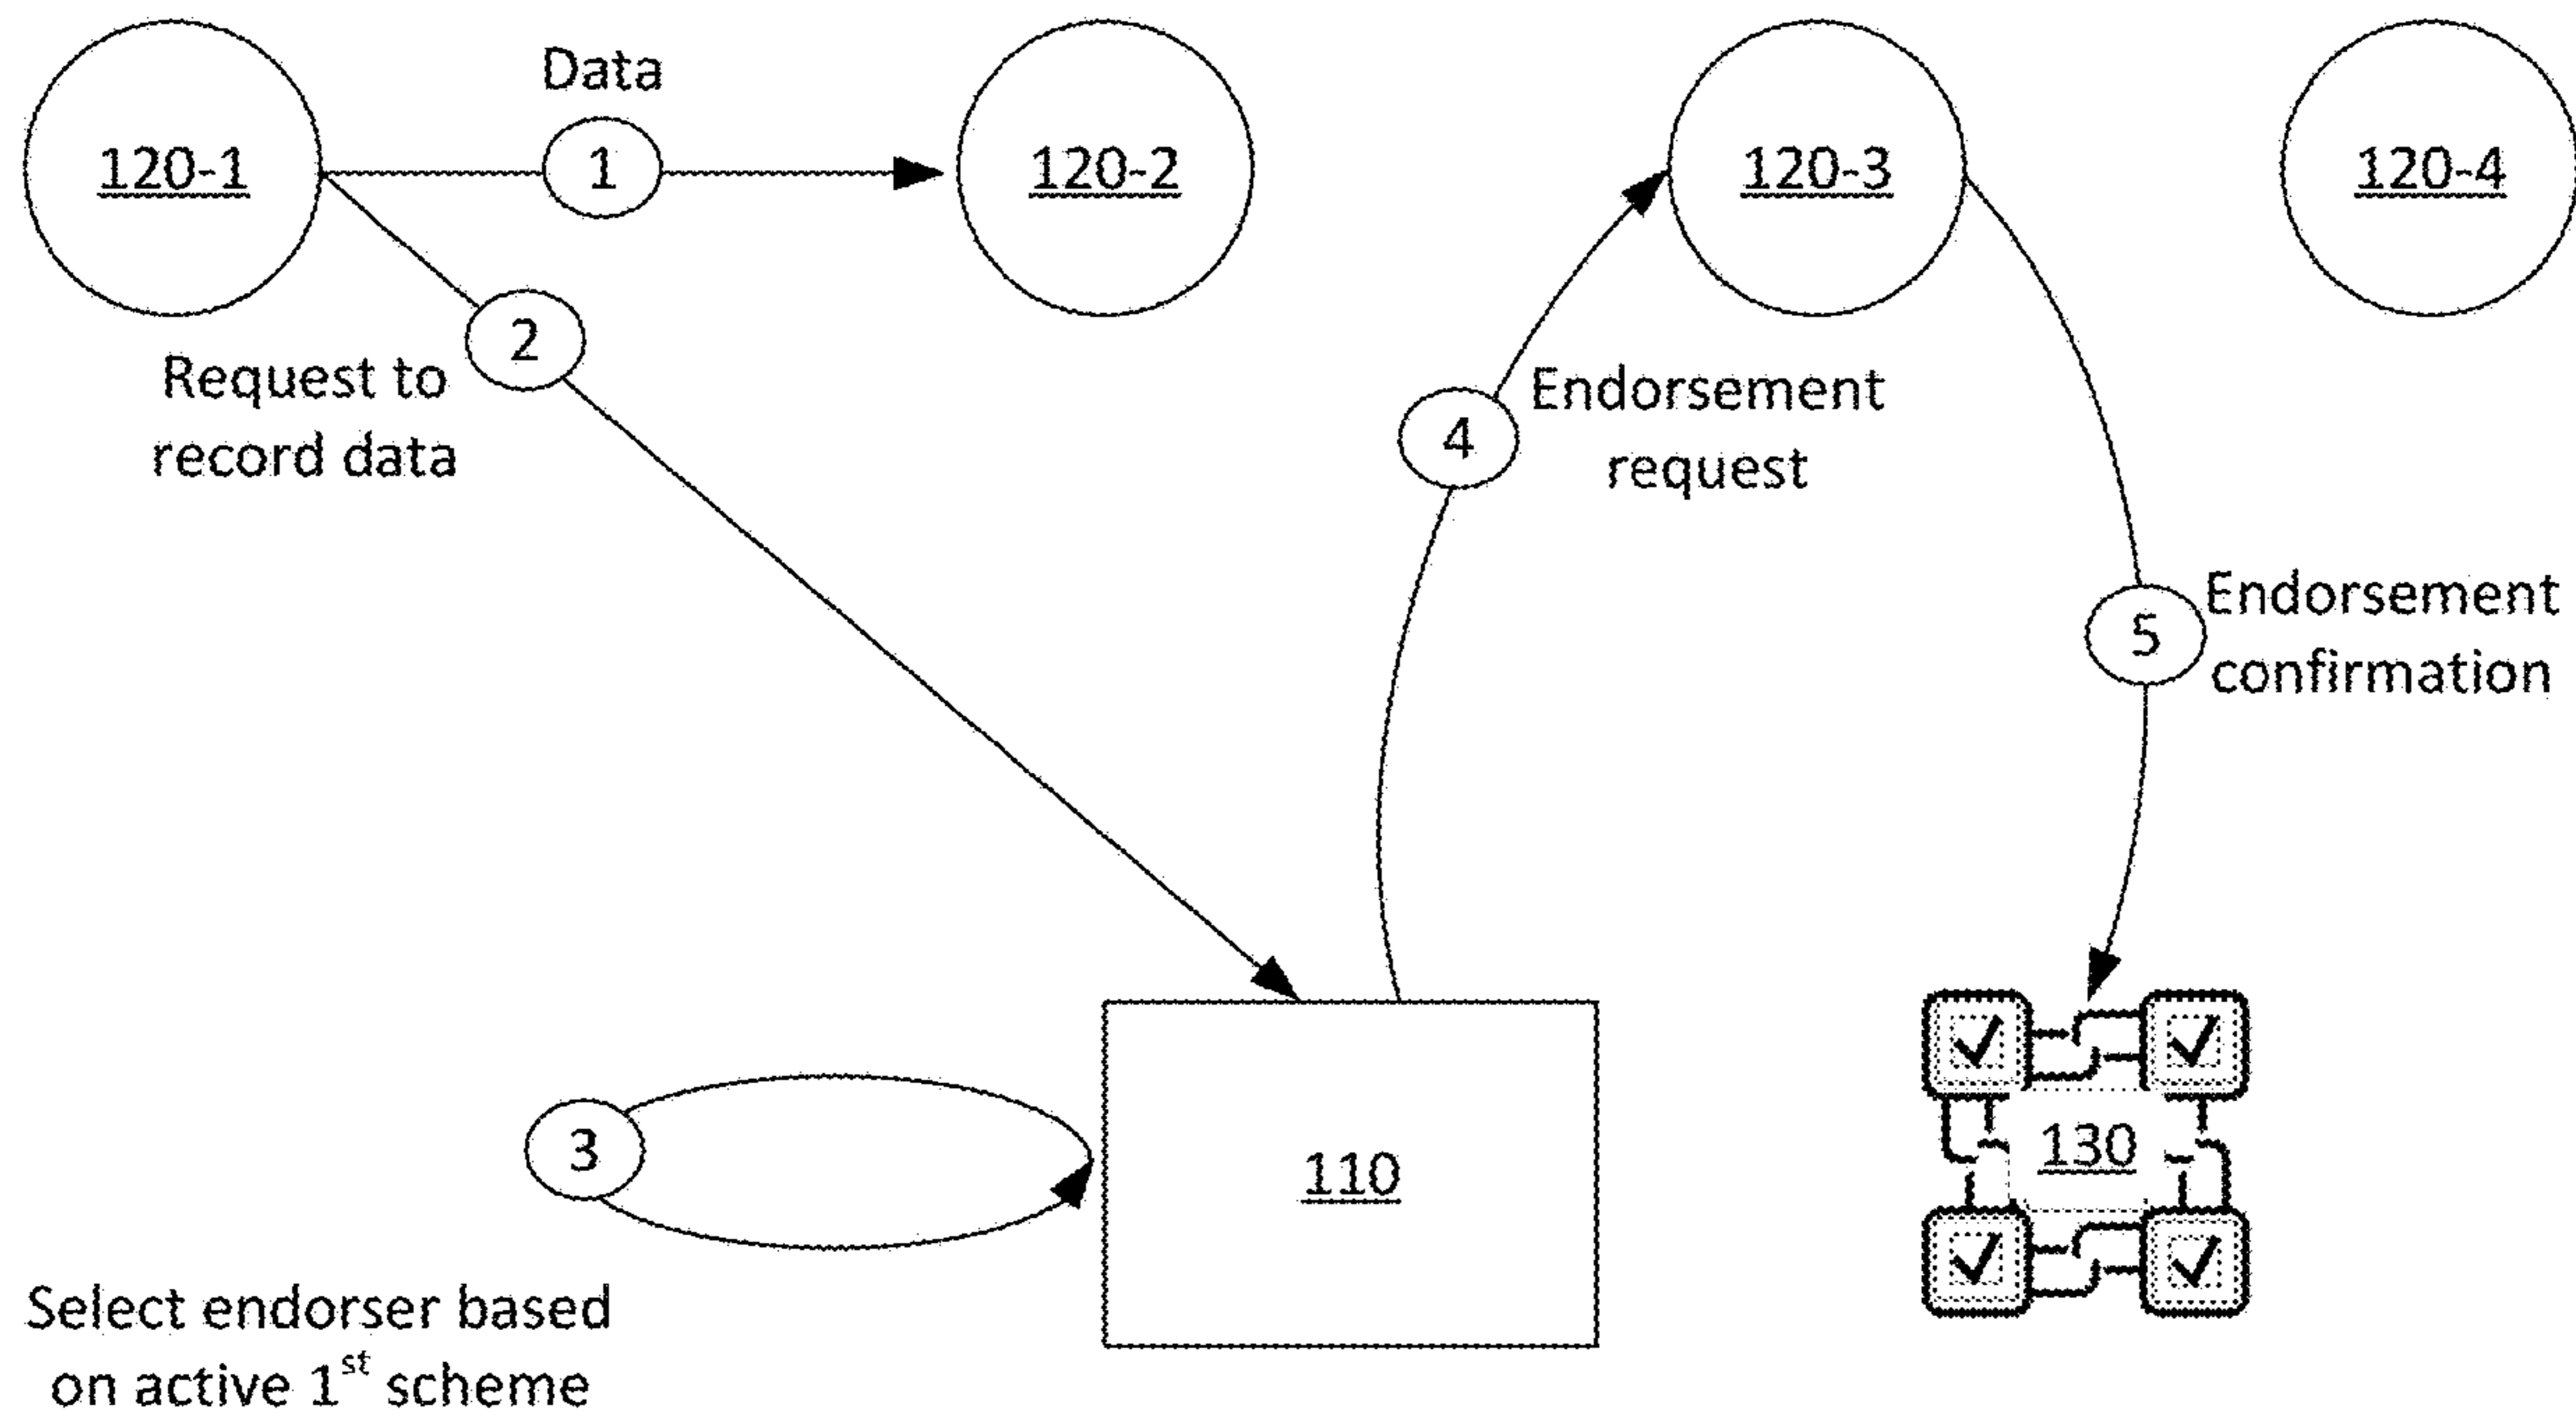 Data
120-1
1
120-2
120-3
120-4
2
Request to
record data
4
Endorsement
request
5
Endorsement
confirmation
3
110
130
Select endorser based
on active 1st scheme